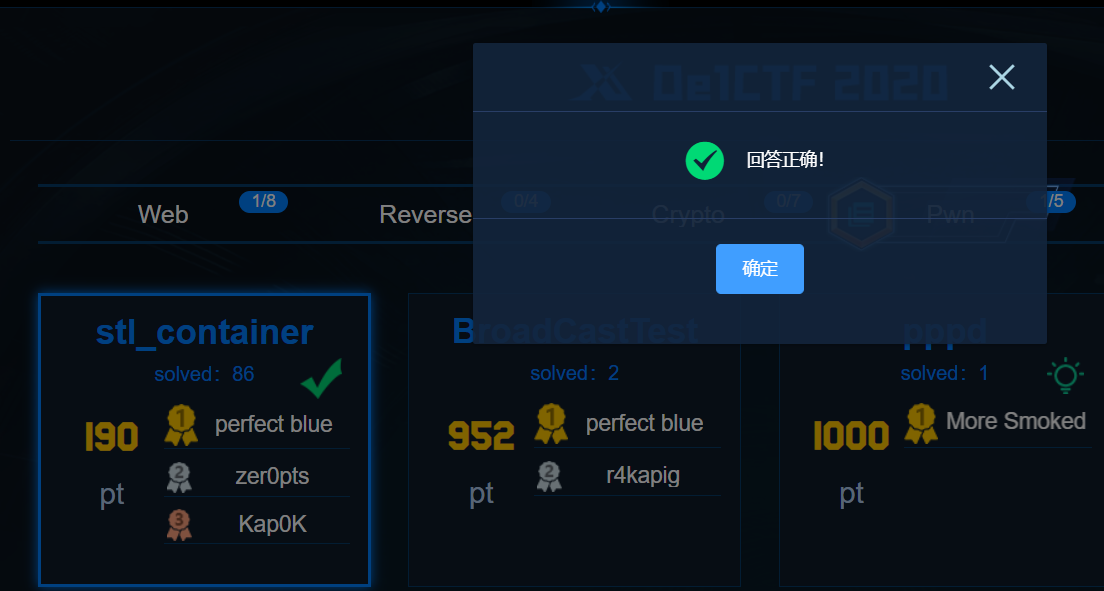 De1CTF 2020
回答正确!
Web 1/8
Reverse 0/4
Crypto 0/7
Pwn 1/5
确定
stl_container
solved: 86
190
pt
1 perfect blue
2 zer0pts
3 Kap0K
BroadCastTest
solved: 2
952
pt
1 perfect blue
2 r4kapig
pppd
solved: 1
1000
pt
1 More Smoked